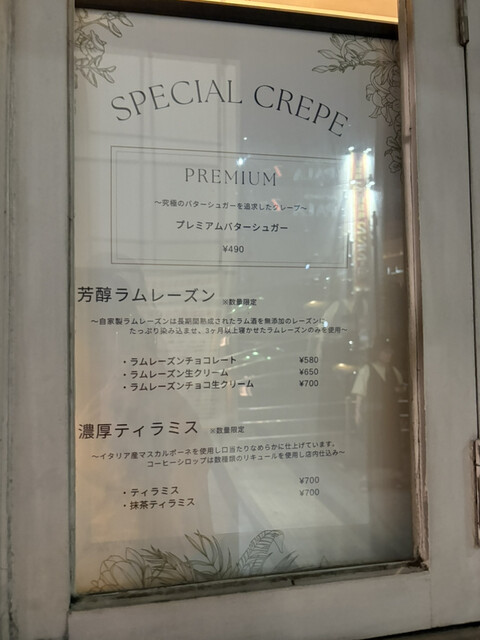 SPECIAL CREPE
PREMIUM
～究極のバターシュガーを追求したクレープ～
プレミアムバターシュガー
¥490
芳醇ラムレーズン ※数量限定
～自家製ラムレーズンは長期間熟成されたラム酒を無添加のレーズンに
たっぷり染み込ませ、3ヶ月以上寝かせたラムレーズンのみを使用～
・ラムレーズンチョコレート ¥580
・ラムレーズン生クリーム ¥650
・ラムレーズンチョコ生クリーム ¥700
濃厚ティラミス ※数量限定
～イタリア産マスカルポーネを使用し口当たりなめらかに仕上げています。
コーヒーシロップは数種類のリキュールを使用し店内仕込み～
・ティラミス ¥700
・抹茶ティラミス ¥700